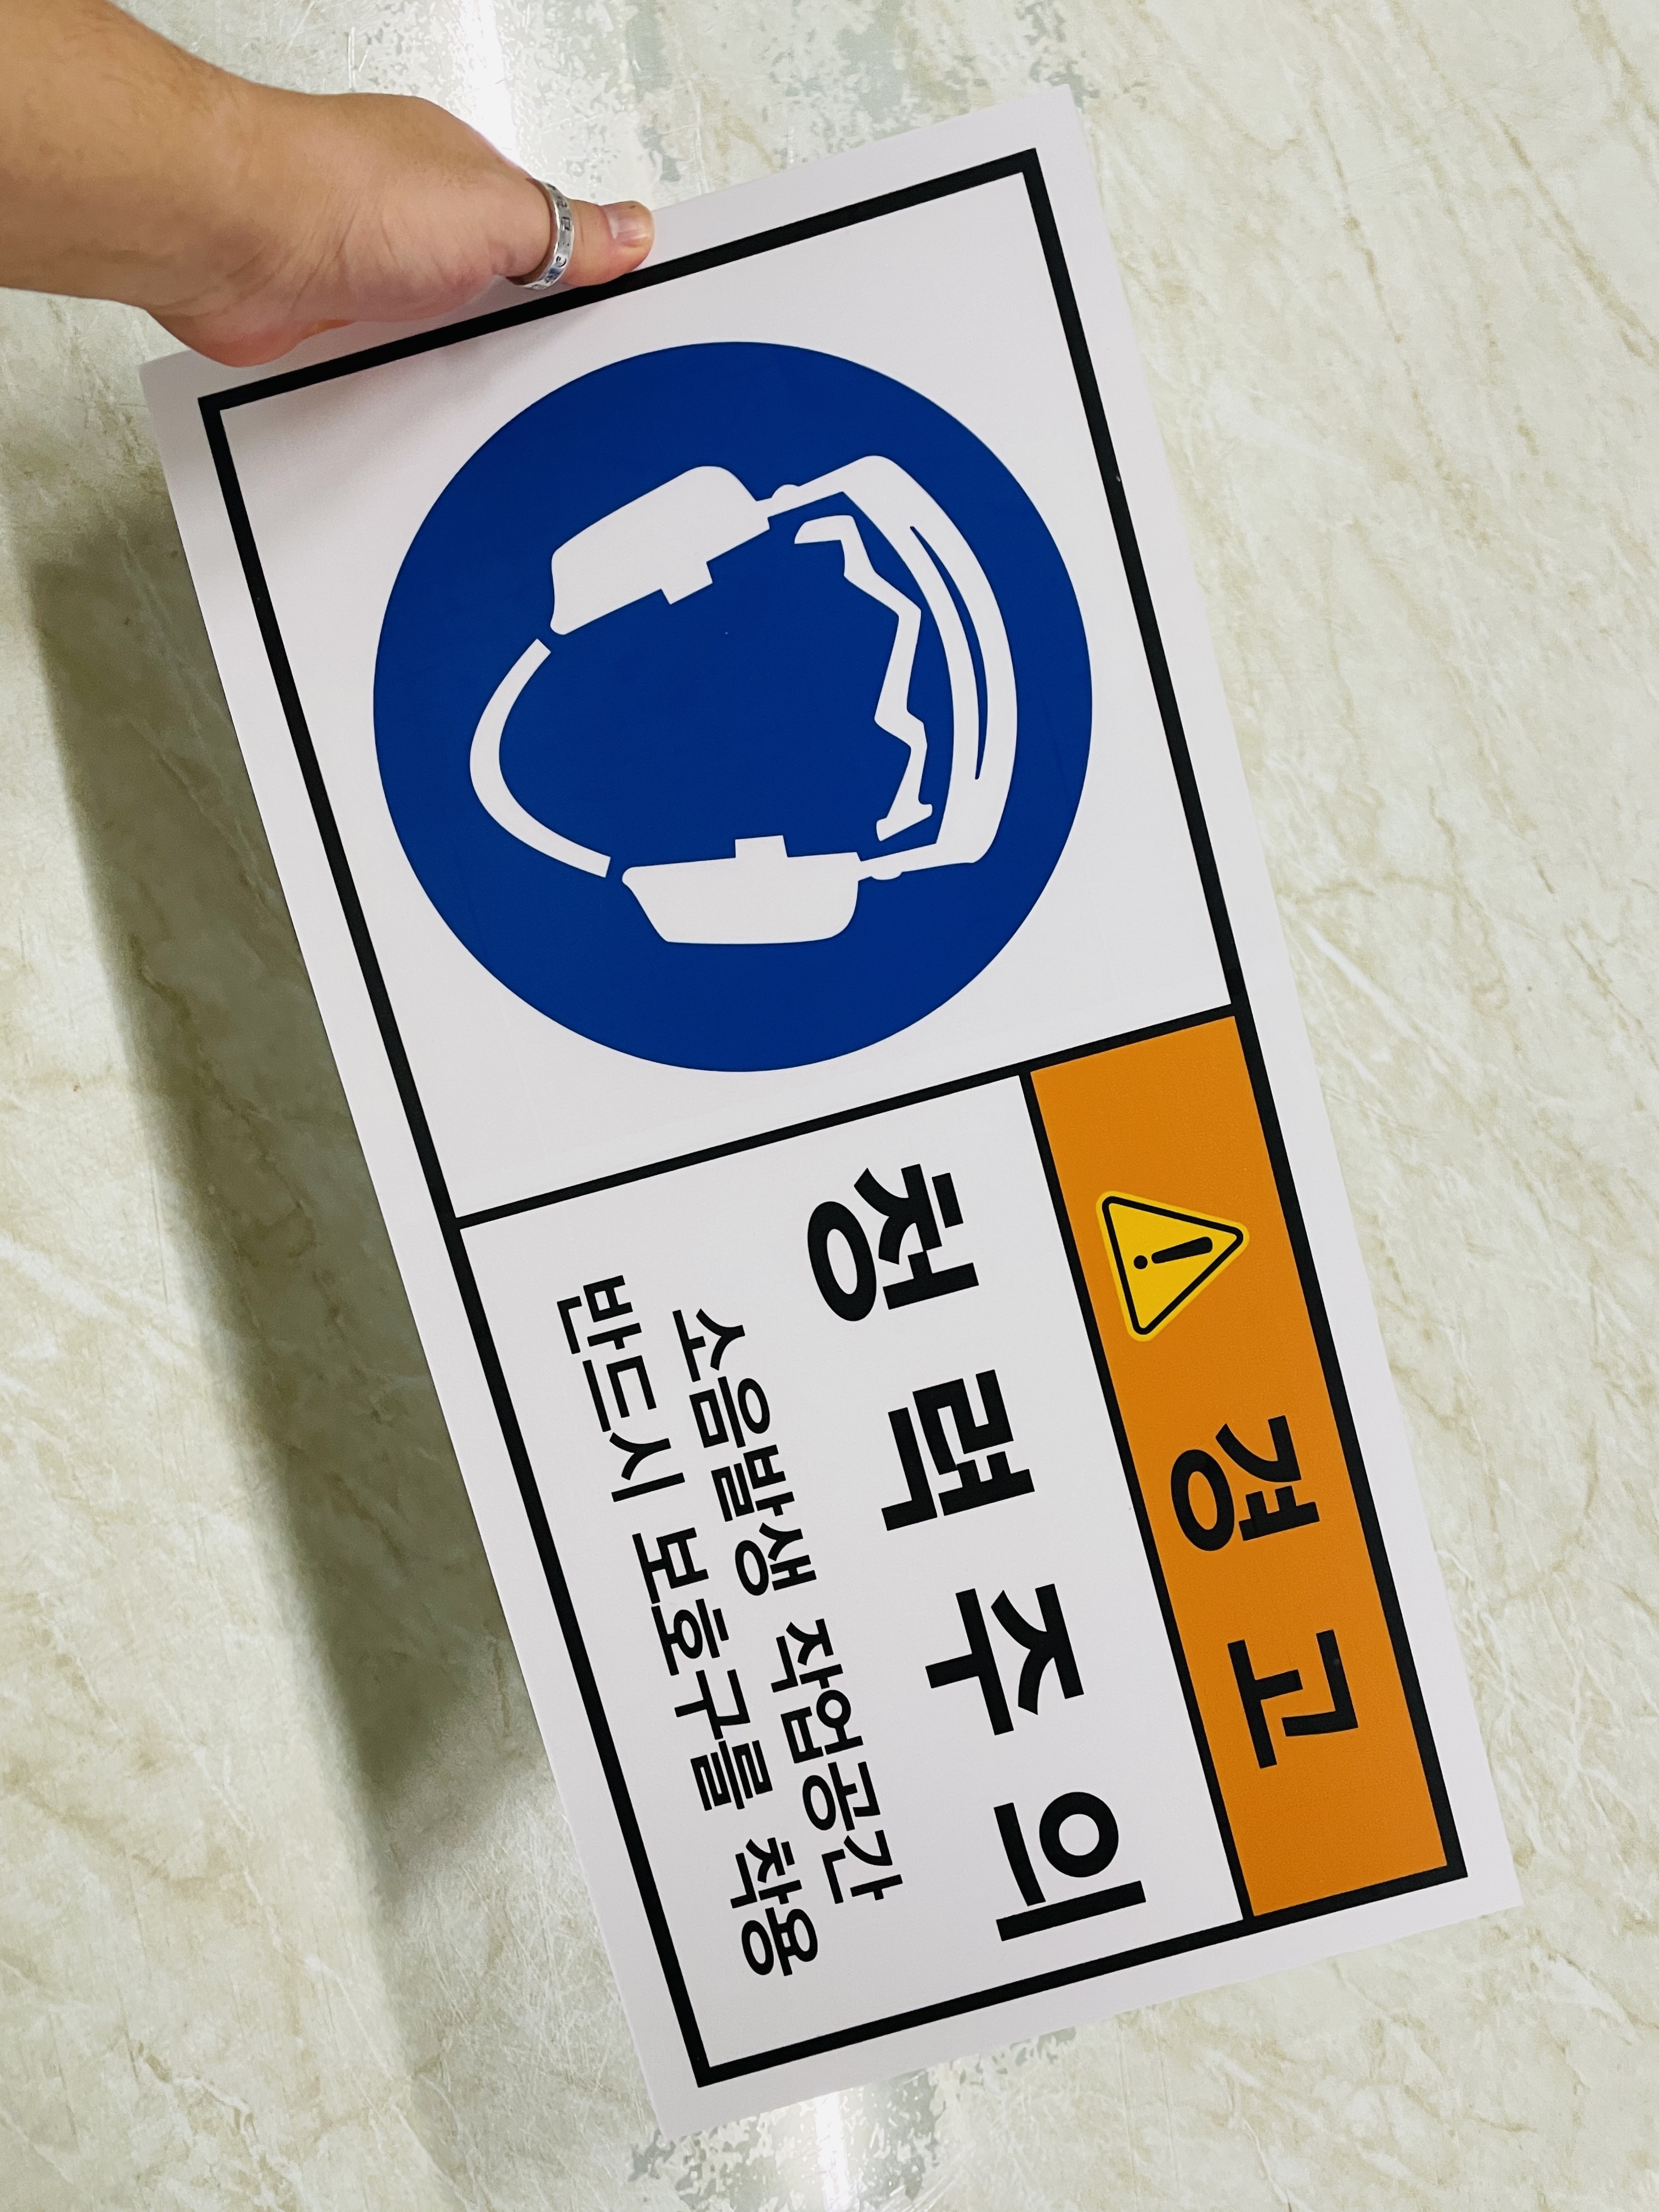 경 고
청 력 주 의
소음발생 작업공간
반드시 보호구를 착용